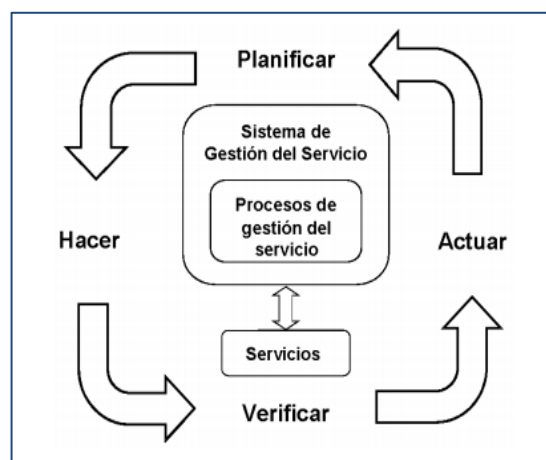 Planificar
Sistema de
Gestión del Servicio
Procesos de
gestión del
servicio
Hacer
Actuar
Servicios
Verificar